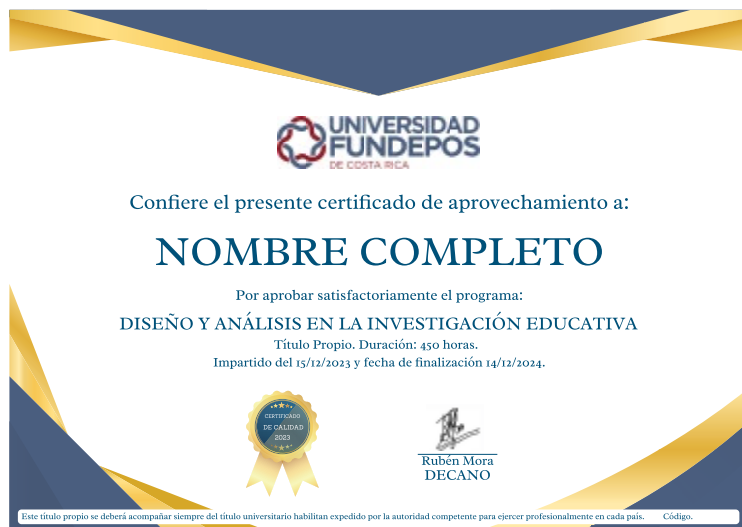 UNIVERSIDAD
FUNDEPOS
DE COSTA RICA
Confiere el presente certificado de aprovechamiento a:
NOMBRE COMPLETO
Por aprobar satisfactoriamente el programa:
DISEÑO Y ANÁLISIS EN LA INVESTIGACIÓN EDUCATIVA
Título Propio. Duración: 450 horas.
Impartido del 15/12/2023 y fecha de finalización 14/12/2024.
CERTIFICADO
DE CALIDAD
2023
Rubén Mora
DECANO
Este título propio se deberá acompañar siempre del título universitario habilitan expedido por la autoridad competente para ejercer profesionalmente en cada país. Código.